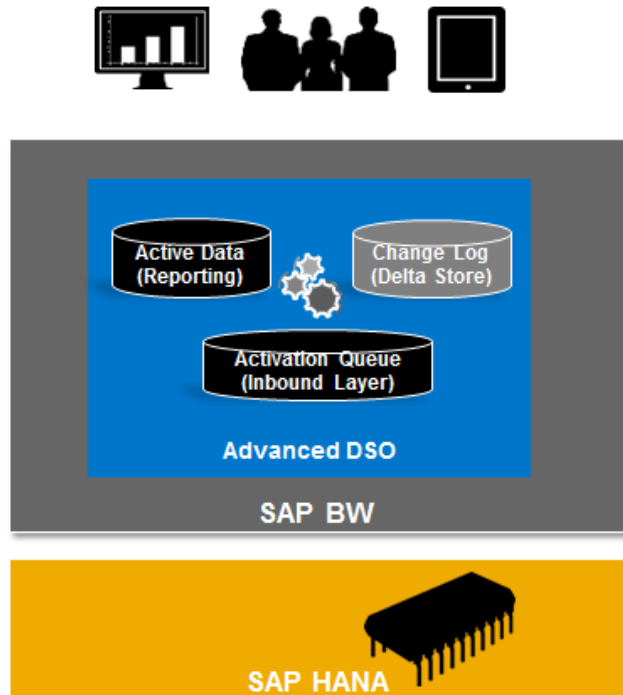 Active Data
(Reporting)
Change Log
(Delta Store)
Activation Queue
(Inbound Layer)
Advanced DSO
SAP BW
SAP HANA